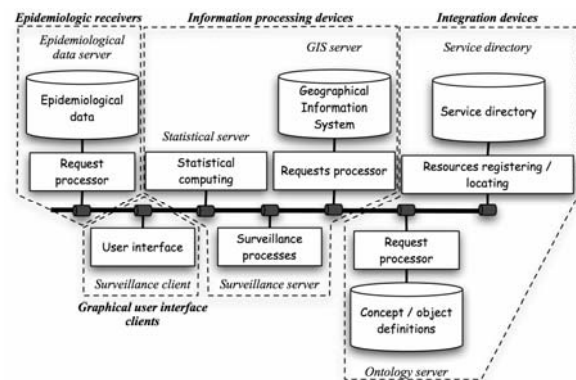 Epidemiologic receivers
Information processing devices
Integration devices
Epidemiological
data server
GIS server
Service directory
Epidemiological
data
Geographical
Information
System
Service directory
Statistical server
Request
processor
Statistical
computing
Requests processor
Resources registering /
locating
User interface
Surveillance
processes
Request
processor
Surveillance client
Surveillance server
Graphical user interface
clients
Concept / object
definitions
Ontology server